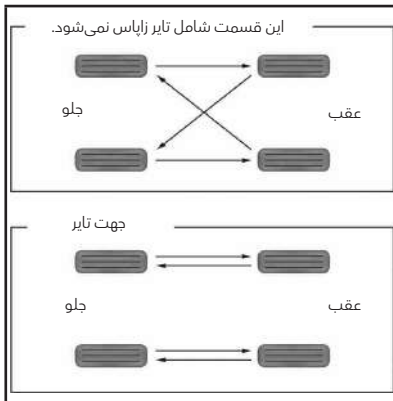 این قسمت شامل تایر زاپاس نمی‌شود.
جلو
عقب
جهت تایر
جلو
عقب